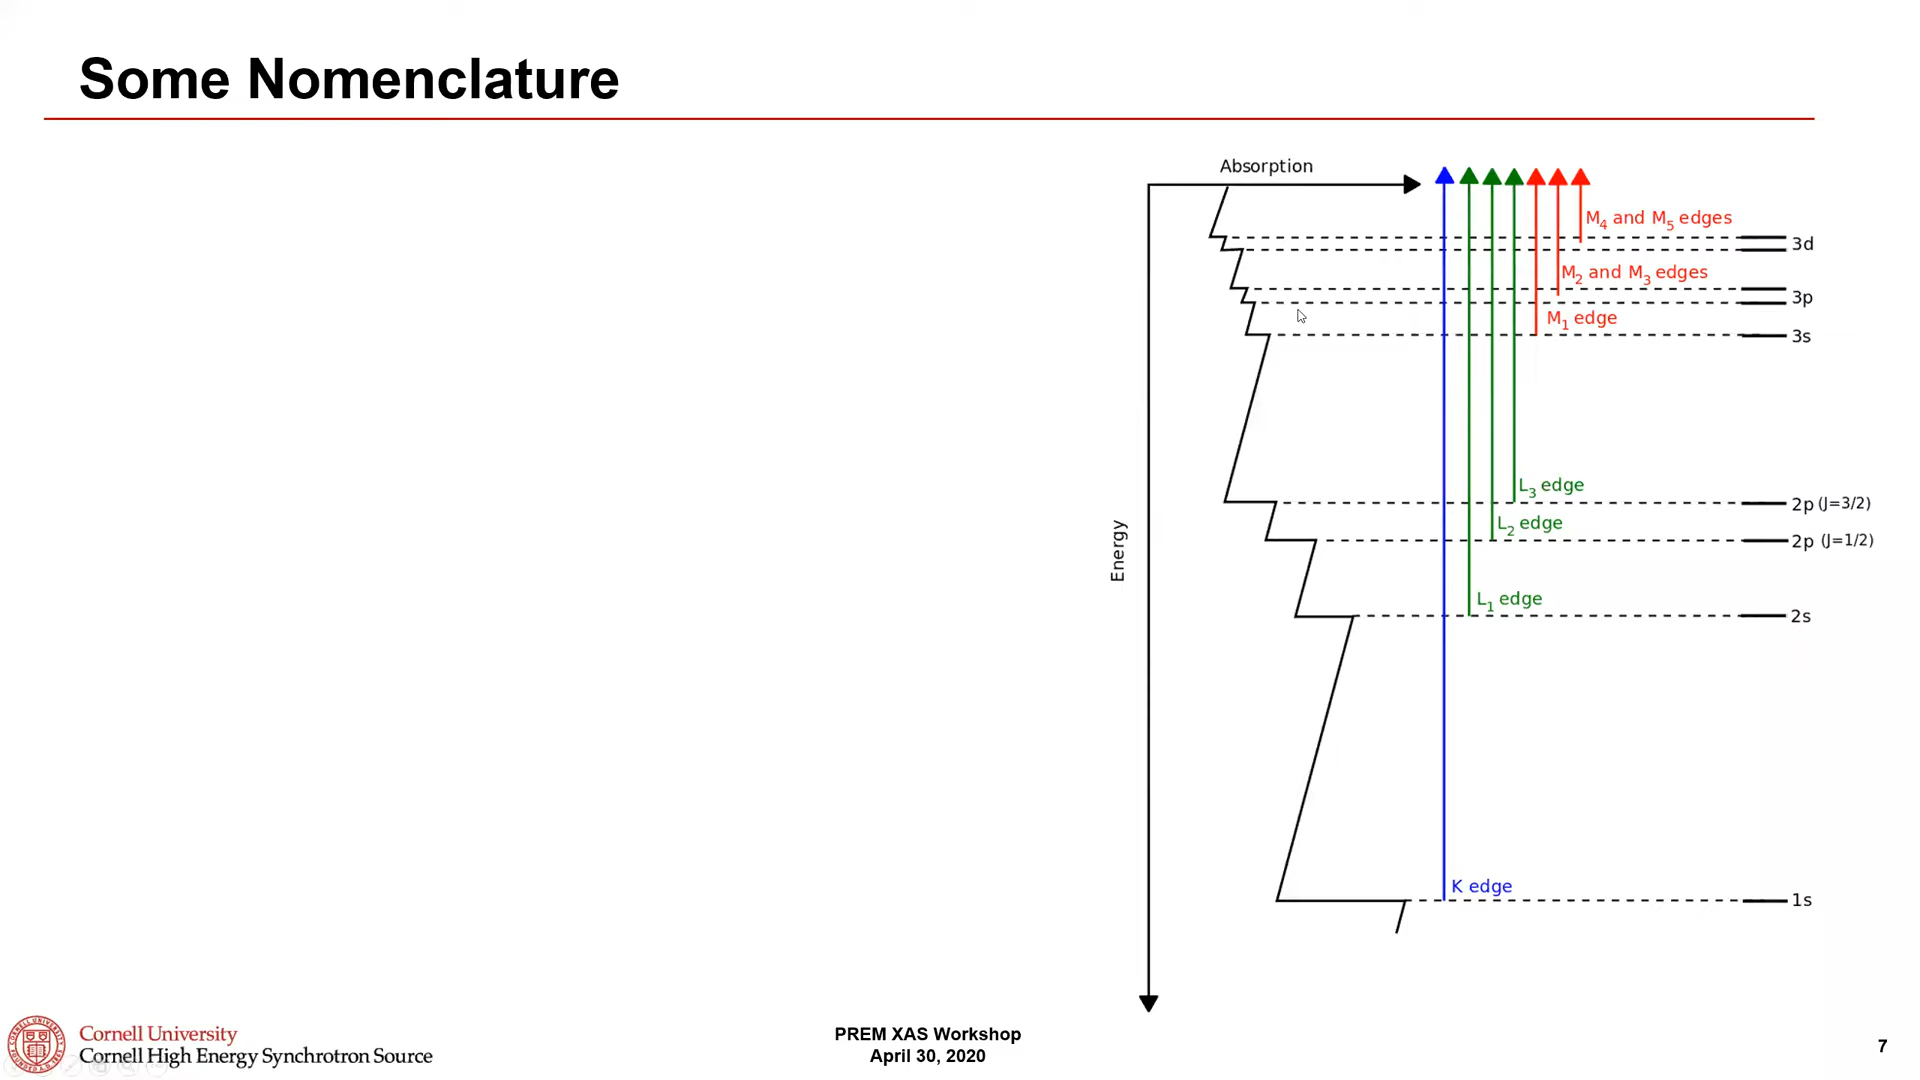 Some Nomenclature
Absorption
M4 and M5 edges
3d
M2 and M3 edges
3p
M1 edge
3s
L3 edge
2p (J=3/2)
L2 edge
2p (J=1/2)
Energy
L1 edge
2s
K edge
1s
Cornell University
Cornell High Energy Synchrotron Source
PREM XAS Workshop
April 30, 2020
7